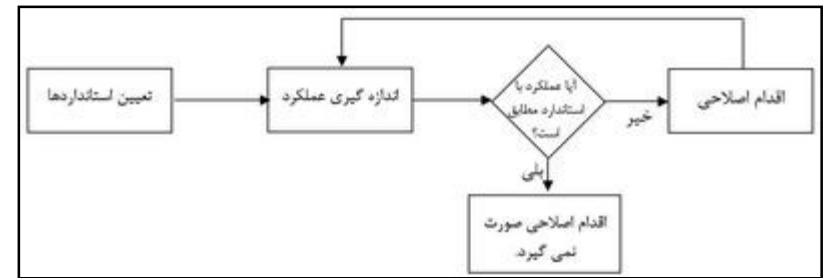 تعیین استانداردها
اندازه گیری عملکرد
آیا عملکرد با
استاندارد مطابق
است؟
خیر
اقدام اصلاحی
بلی
اقدام اصلاحی صورت
نمی گیرد.